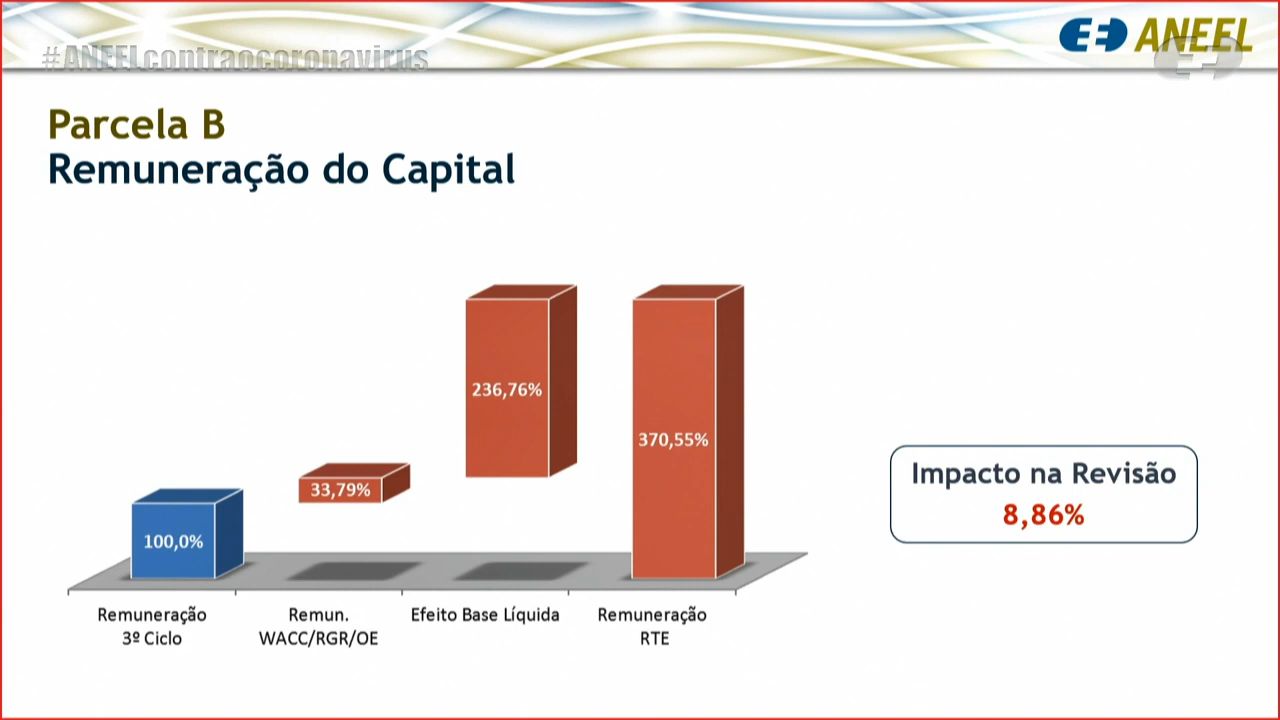 #ANEELcontraocoronavirus
ANEEL
Parcela B
Remuneração do Capital
236,76%
370,55%
33,79%
100,0%
Impacto na Revisão
8,86%
Remuneração
3º Ciclo
Remun.
WACC/RGR/OE
Efeito Base Líquida
Remuneração
RTE